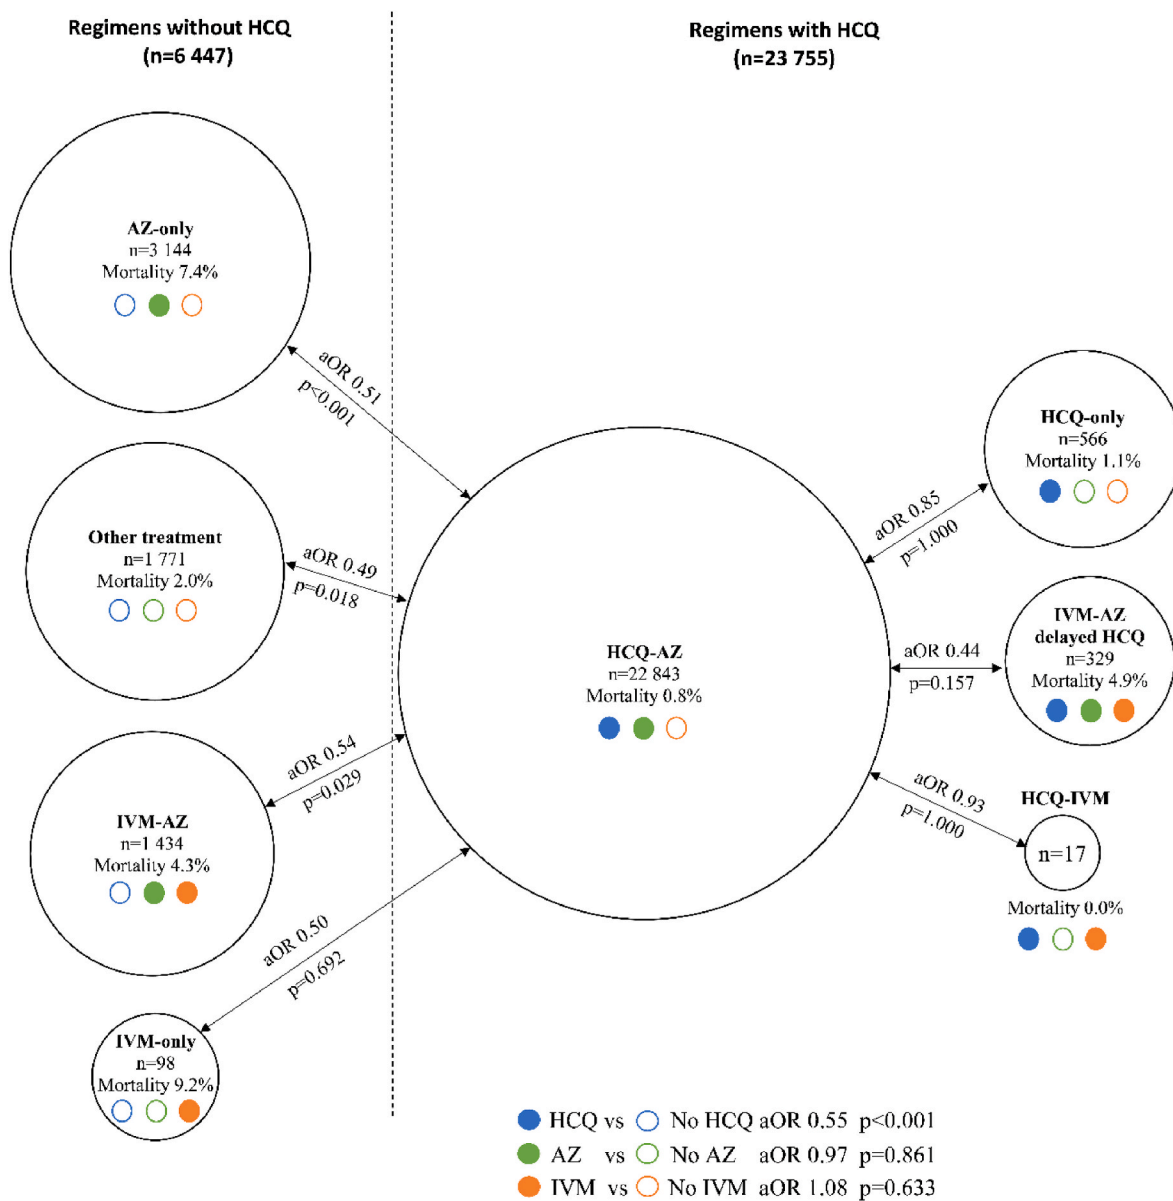 Regimens without HCQ
(n=6 447)
Regimens with HCQ
(n=23 755)
AZ-only
n=3 144
Mortality 7.4%
aOR 0.51
p<0.001
Other treatment
n=1 771
Mortality 2.0%
aOR 0.49
p=0.018
IVM-AZ
n=1 434
Mortality 4.3%
aOR 0.54
p=0.029
IVM-only
n=98
Mortality 9.2%
aOR 0.50
p=0.692
HCQ-AZ
n=22 843
Mortality 0.8%
HCQ-only
n=566
Mortality 1.1%
aOR 0.85
p=1.000
IVM-AZ
delayed HCQ
n=329
Mortality 4.9%
aOR 0.44
p=0.157
HCQ-IVM
n=17
Mortality 0.0%
aOR 0.93
p=1.000
HCQ vs No HCQ aOR 0.55 p<0.001
AZ vs No AZ aOR 0.97 p=0.861
IVM vs No IVM aOR 1.08 p=0.633